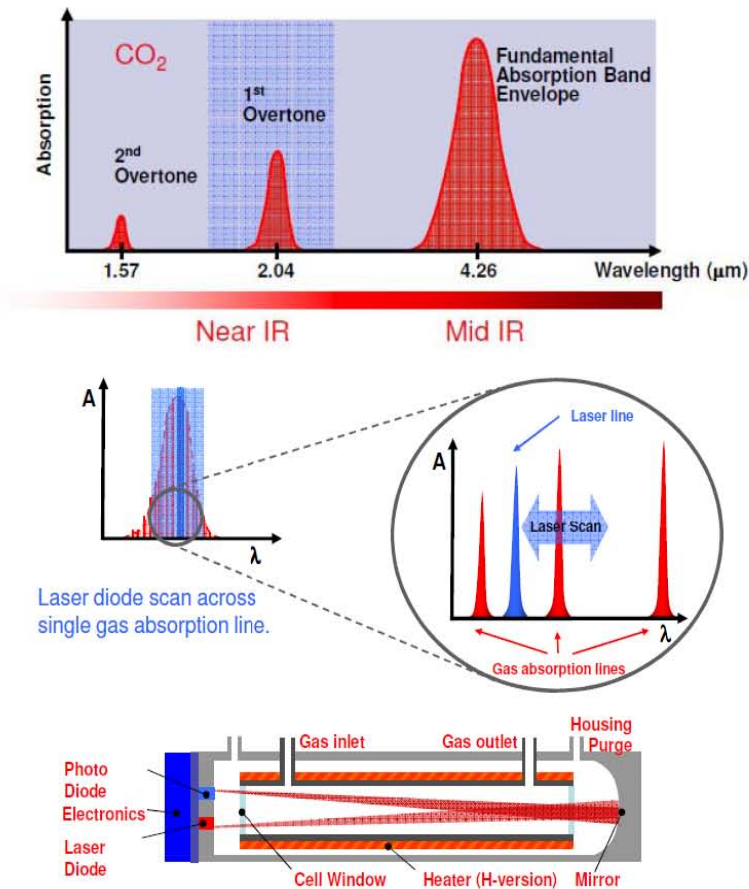 CO2
Absorption
2nd
Overtone
1st
Overtone
Fundamental
Absorption Band
Envelope
1.57
2.04
4.26
Wavelength (μm)
Near IR
Mid IR
A
λ
Laser diode scan across
single gas absorption line.
Laser line
A
Laser Scan
λ
Gas absorption lines
Gas inlet
Gas outlet
Housing
Purge
Photo
Diode
Electronics
Laser
Diode
Cell Window
Heater (H-version)
Mirror